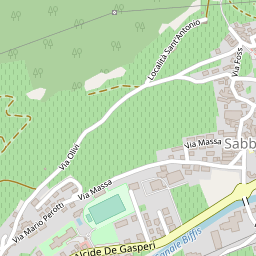 Località Sant'Antonio
Via Foss
Via Olivi
Via Massa
Sabb
Via Massa
Via Mario Perotti
Alcide De Gasperi
anale Biffis